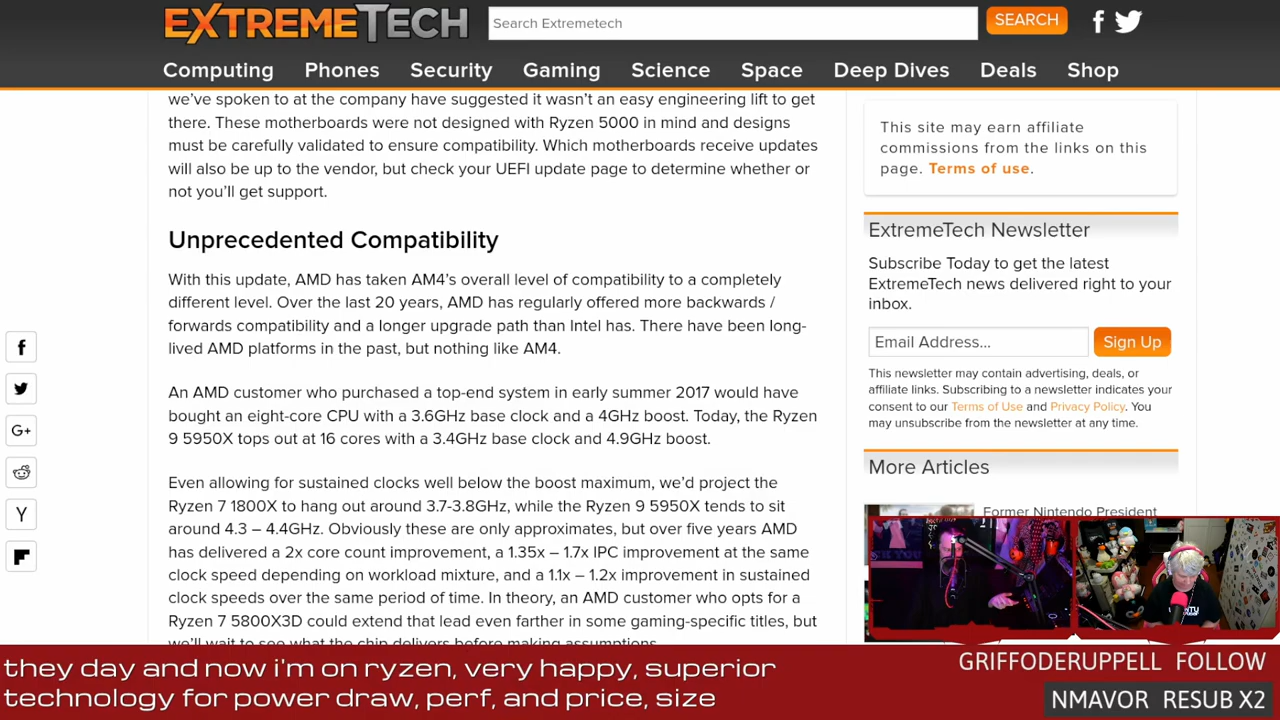 EXTREMETECH
Search Extremetech
SEARCH
Computing Phones Security Gaming Science Space Deep Dives Deals Shop
we've spoken to at the company have suggested it wasn't an easy engineering lift to get
there. These motherboards were not designed with Ryzen 5000 in mind and designs
must be carefully validated to ensure compatibility. Which motherboards receive updates
will also be up to the vendor, but check your UEFI update page to determine whether or
not you'll get support.
Unprecedented Compatibility
With this update, AMD has taken AM4's overall level of compatibility to a completely
different level. Over the last 20 years, AMD has regularly offered more backwards /
forwards compatibility and a longer upgrade path than Intel has. There have been long-
lived AMD platforms in the past, but nothing like AM4.
An AMD customer who purchased a top-end system in early summer 2017 would have
bought an eight-core CPU with a 3.6GHz base clock and a 4GHz boost. Today, the Ryzen
9 5950X tops out at 16 cores with a 3.4GHz base clock and 4.9GHz boost.
Even allowing for sustained clocks well below the boost maximum, we'd project the
Ryzen 7 1800X to hang out around 3.7-3.8GHz, while the Ryzen 9 5950X tends to sit
around 4.3 – 4.4GHz. Obviously these are only approximates, but over five years AMD
has delivered a 2x core count improvement, a 1.35x – 1.7x IPC improvement at the same
clock speed depending on workload mixture, and a 1.1x – 1.2x improvement in sustained
clock speeds over the same period of time. In theory, an AMD customer who opts for a
Ryzen 7 5800X3D could extend that lead even farther in some gaming-specific titles, but
we'll wait to see what the chip delivers before making assumptions.
This site may earn affiliate
commissions from the links on this
page. Terms of use.
ExtremeTech Newsletter
Subscribe Today to get the latest
ExtremeTech news delivered right to your
inbox.
Email Address...
Sign Up
This newsletter may contain advertising, deals, or
affiliate links. Subscribing to a newsletter indicates your
consent to our Terms of Use and Privacy Policy. You
may unsubscribe from the newsletter at any time.
More Articles
Former Nintendo President
G+
Y
they day and now i'm on ryzen, very happy, superior
technology for power draw, perf, and price, size
GRIFFODERUPPELL FOLLOW
NMAVOR RESUB X2